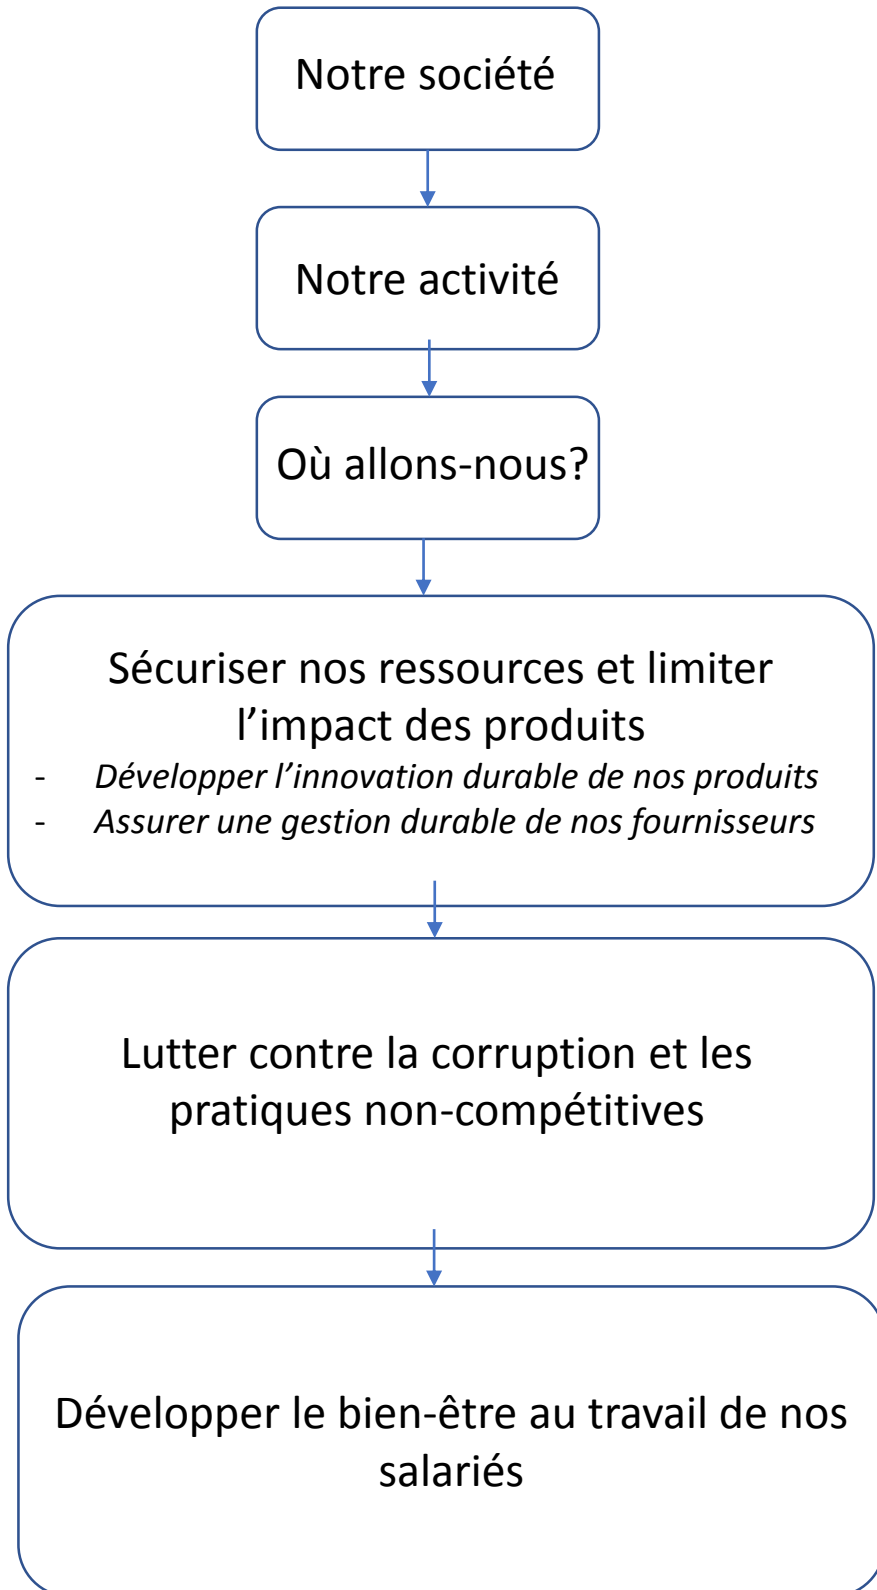 Notre société
Notre activité
Où allons-nous?
Sécuriser nos ressources et limiter
l’impact des produits
- Développer l’innovation durable de nos produits
- Assurer une gestion durable de nos fournisseurs
Lutter contre la corruption et les
pratiques non-compétitives
Développer le bien-être au travail de nos
salariés